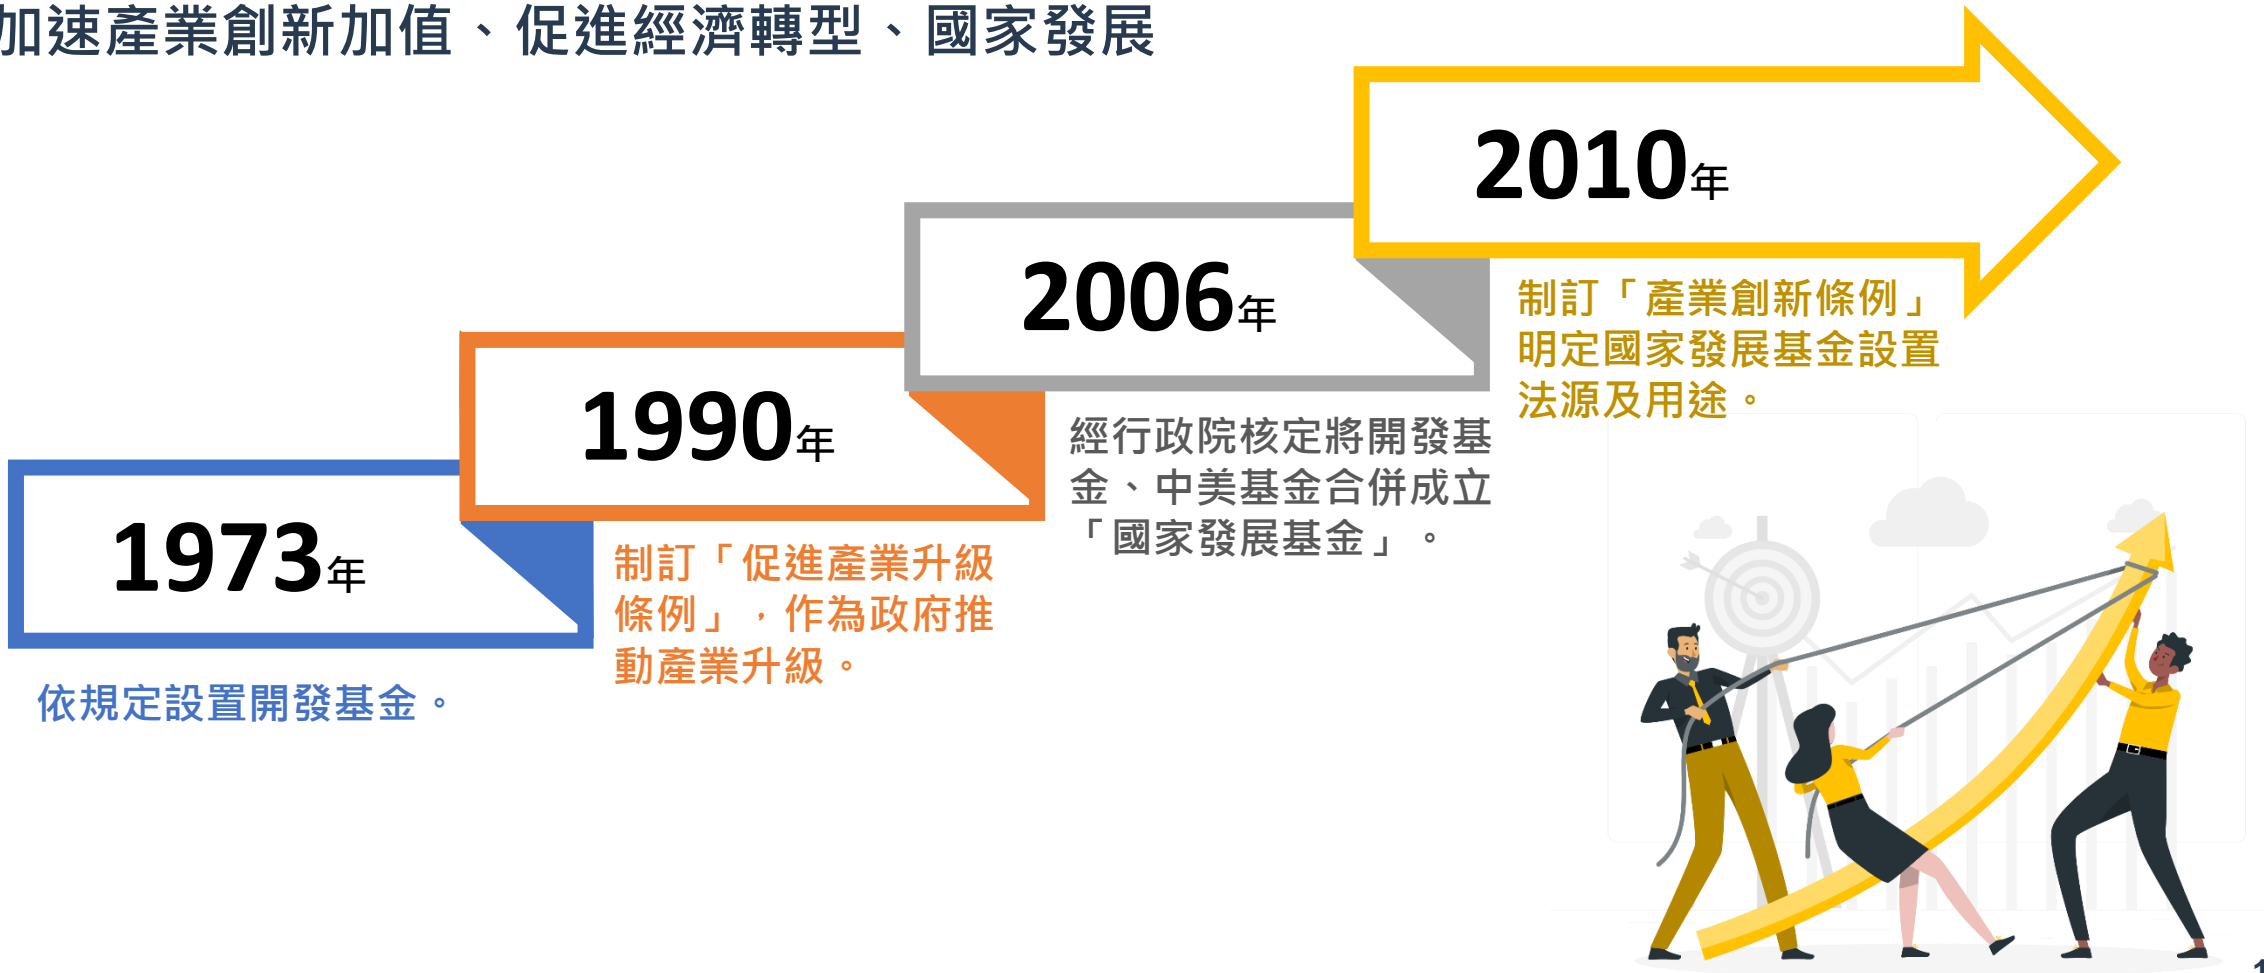 加速產業創新加值、促進經濟轉型、國家發展
2010年
制訂「產業創新條例」
明定國家發展基金設置
法源及用途。
2006年
經行政院核定將開發基
金、中美基金合併成立
「國家發展基金」。
1990年
制訂「促進產業升級
條例」，作為政府推
動產業升級。
1973年
依規定設置開發基金。